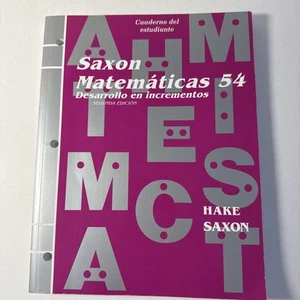 Cuaderno del
estudiante
Saxon
Matemáticas 54
Desarrollo en incrementos
SEGUNDA EDICIÓN
HAKE
SAXON
A H M
T I
E S
M C T
A